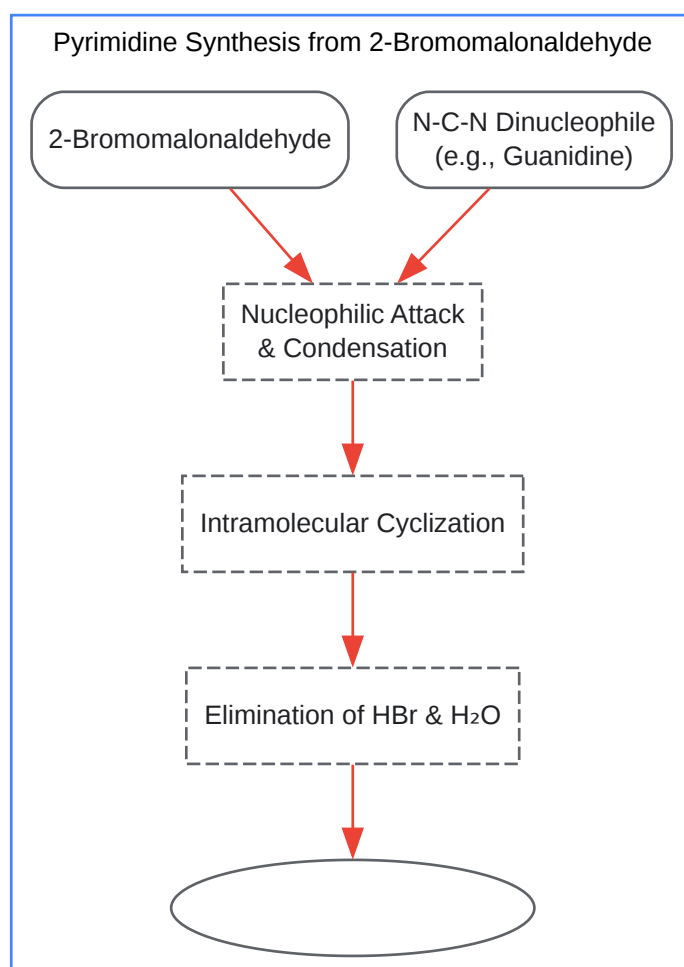 Pyrimidine Synthesis from 2-Bromomalonaldehyde
2-Bromomalonaldehyde
N-C-N Dinucleophile
(e.g., Guanidine)
Nucleophilic Attack
& Condensation
Intramolecular Cyclization
Elimination of HBr & H₂O